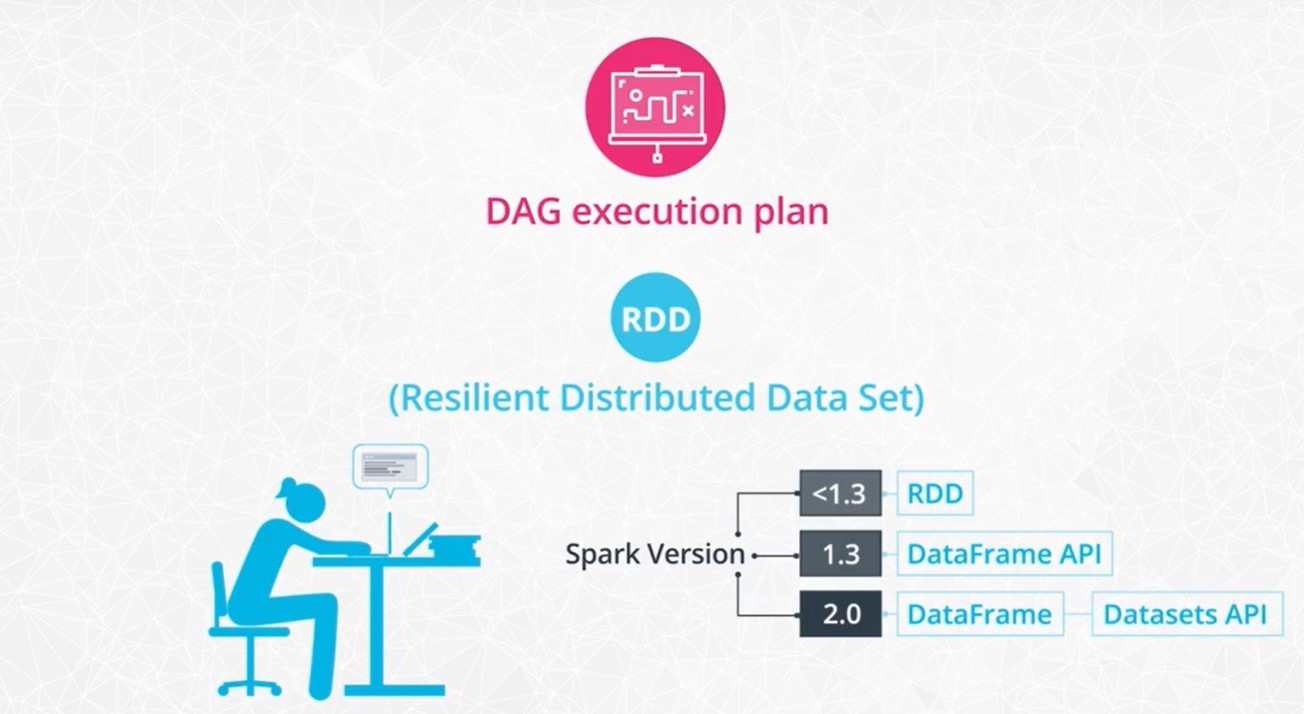 DAG execution plan
RDD
(Resilient Distributed Data Set)
Spark Version
<1.3 RDD
1.3 DataFrame API
2.0 DataFrame Datasets API